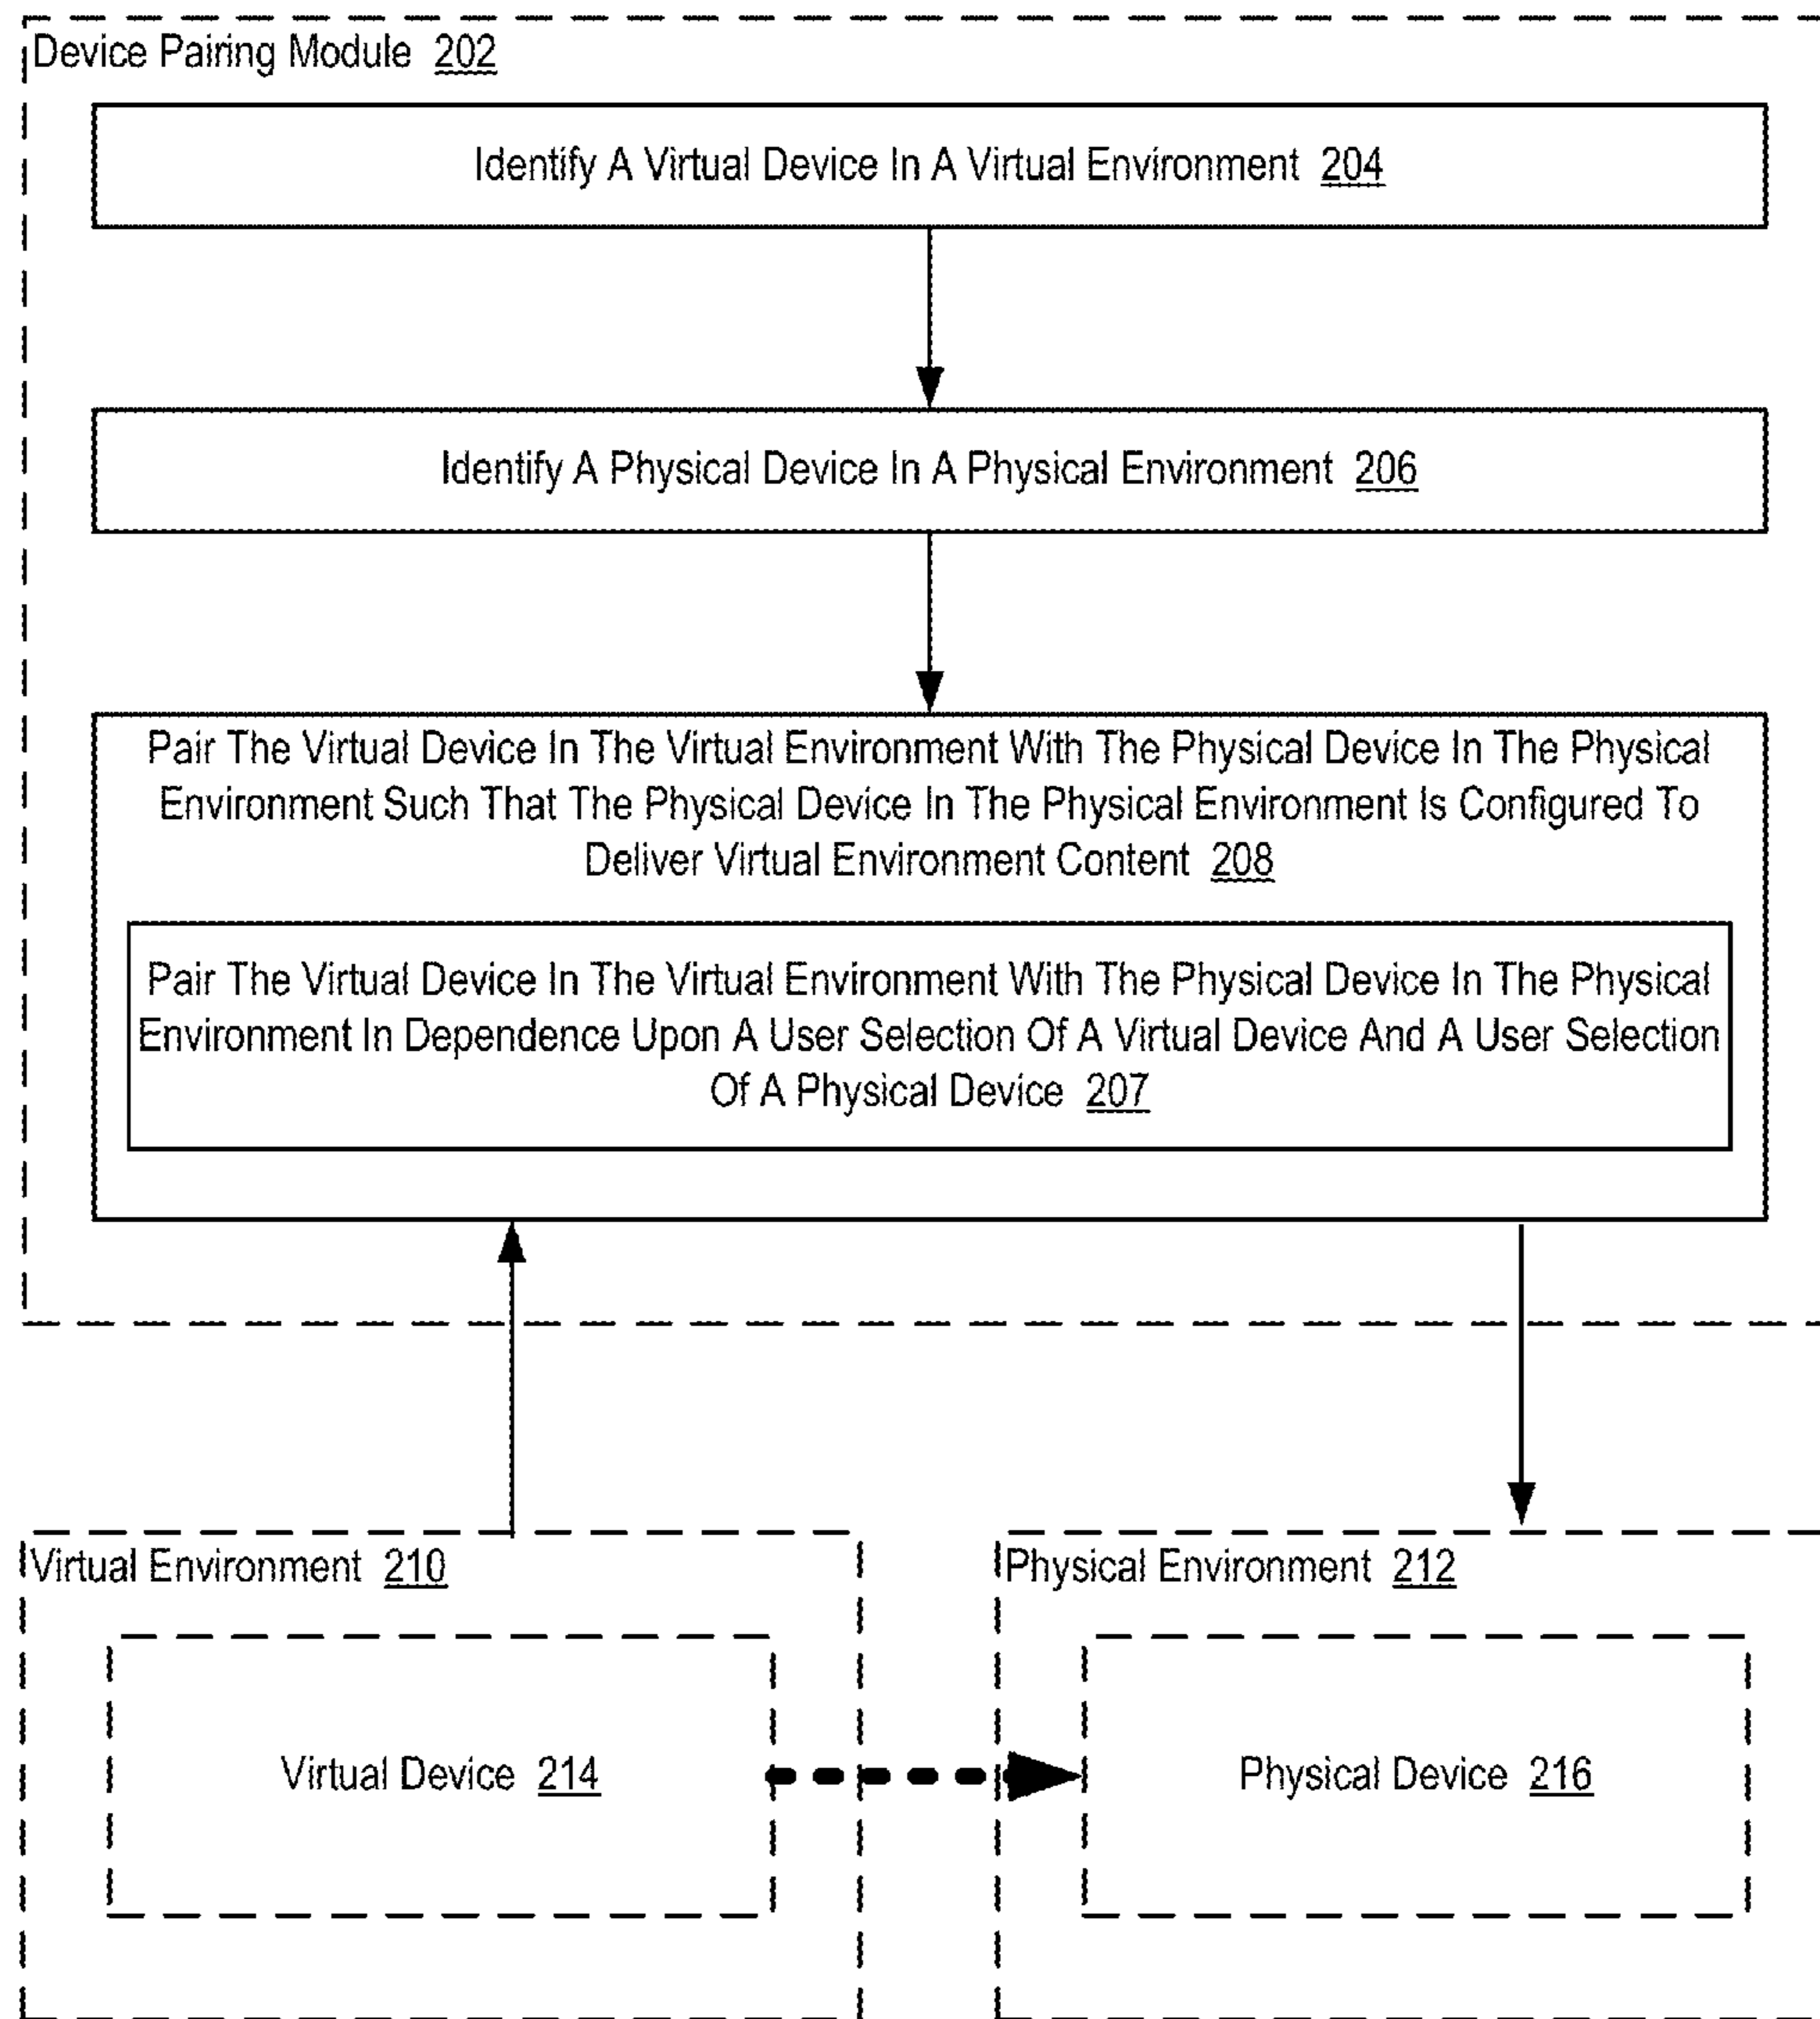 Device Pairing Module 202
Identify A Virtual Device In A Virtual Environment 204
Identify A Physical Device In A Physical Environment 206
Pair The Virtual Device In The Virtual Environment With The Physical Device In The Physical
Environment Such That The Physical Device In The Physical Environment Is Configured To
Deliver Virtual Environment Content 208
Pair The Virtual Device In The Virtual Environment With The Physical Device In The Physical
Environment In Dependence Upon A User Selection Of A Virtual Device And A User Selection
Of A Physical Device 207
Virtual Environment 210
Physical Environment 212
Virtual Device 214
Physical Device 216